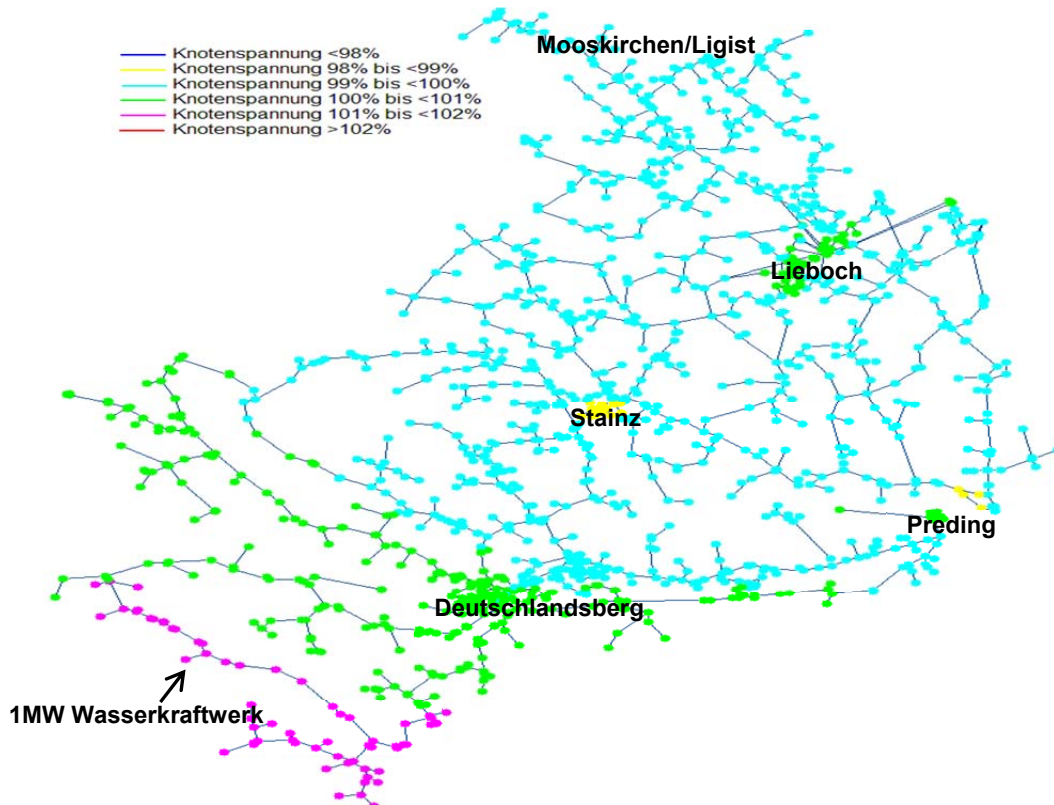 Mooskirchen/Ligist
Knotenspannung <98%
Knotenspannung 98% bis <99%
Knotenspannung 99% bis <100%
Knotenspannung 100% bis <101%
Knotenspannung 101% bis <102%
Knotenspannung >102%
Lieboch
Stainz
Preding
Deutschlandsberg
1MW Wasserkraftwerk